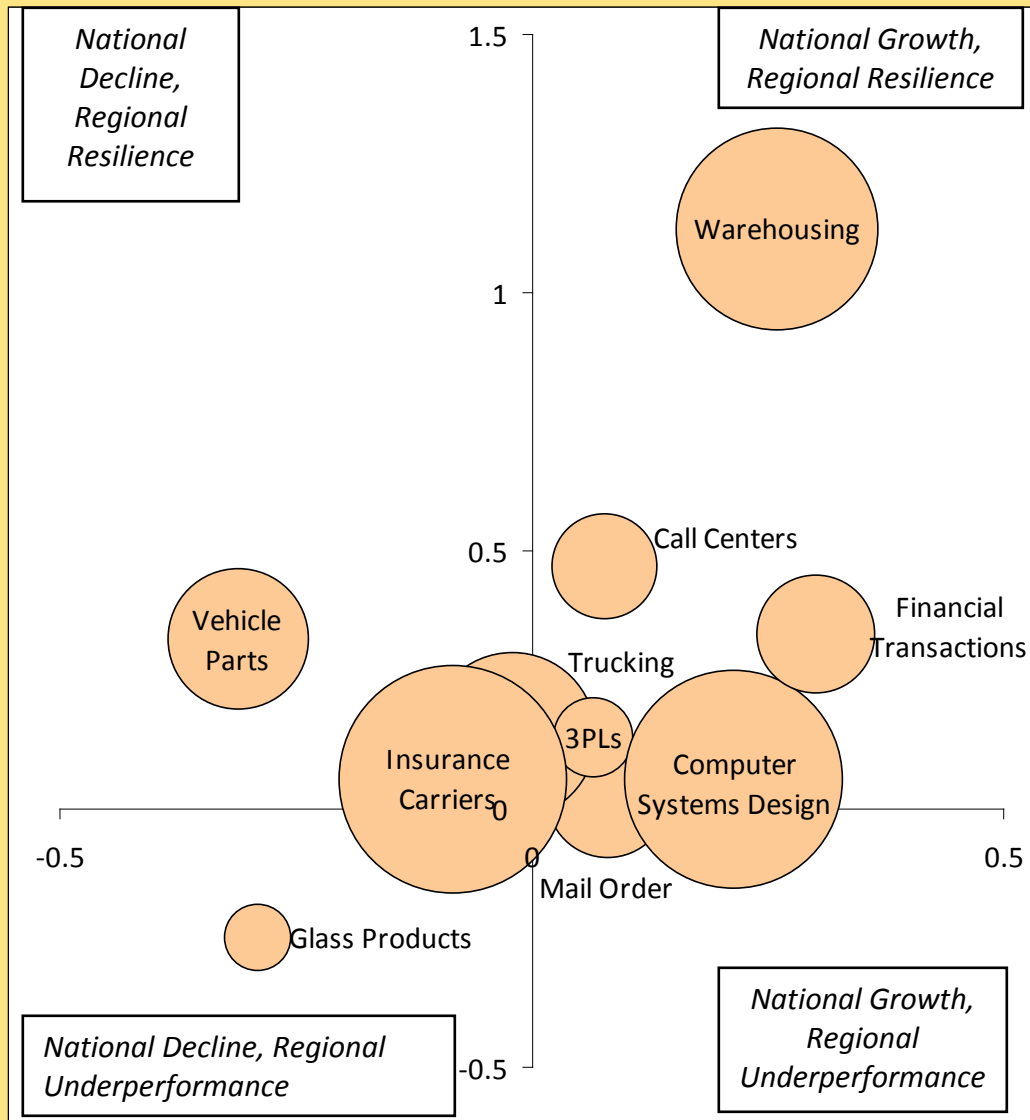 National
Decline,
Regional
Resilience
1.5
National Growth,
Regional Resilience
Warehousing
1
Call Centers
0.5
Vehicle
Parts
Financial
Transactions
Trucking
3PLs
Insurance
Carriers
Computer
Systems Design
0
-0.5
0
0.5
Mail Order
Glass Products
National Growth,
Regional
Underperformance
National Decline, Regional
Underperformance
-0.5